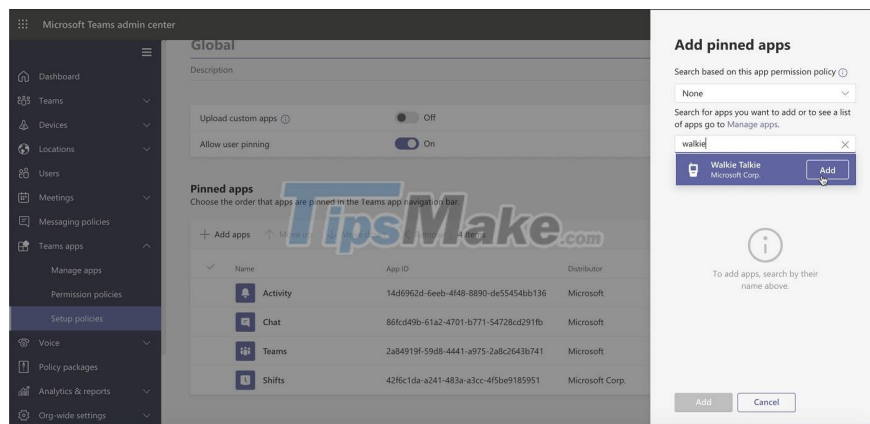 Microsoft Teams admin center
Dashboard
Teams
Devices
Locations
Users
Meetings
Messaging policies
Teams apps
Manage apps
Permission policies
Setup policies
Voice
Policy packages
Analytics & reports
Org-wide settings
Global
Description
Upload custom apps
Off
Allow user pinning
On
Pinned apps
Choose the order that apps are pinned in the Teams app navigation bar.
Add apps
4 items
TipsMake.com
Name App ID Distributor
Activity 14d6962d-6eeb-4f48-8890-de55454bb136 Microsoft
Chat 86fcd49b-61a2-4701-b771-54728cd291fb Microsoft
Teams 2a84919f-59d8-4441-a975-2a8c2643b741 Microsoft
Shifts 42f6c1da-a241-483a-a3cc-4f5be9185951 Microsoft Corp.
Add pinned apps
Search based on this app permission policy
None
Search for apps you want to add or to see a list
of apps go to Manage apps.
walkie
Walkie Talkie
Microsoft Corp.
Add
To add apps, search by their
name above.
Add
Cancel